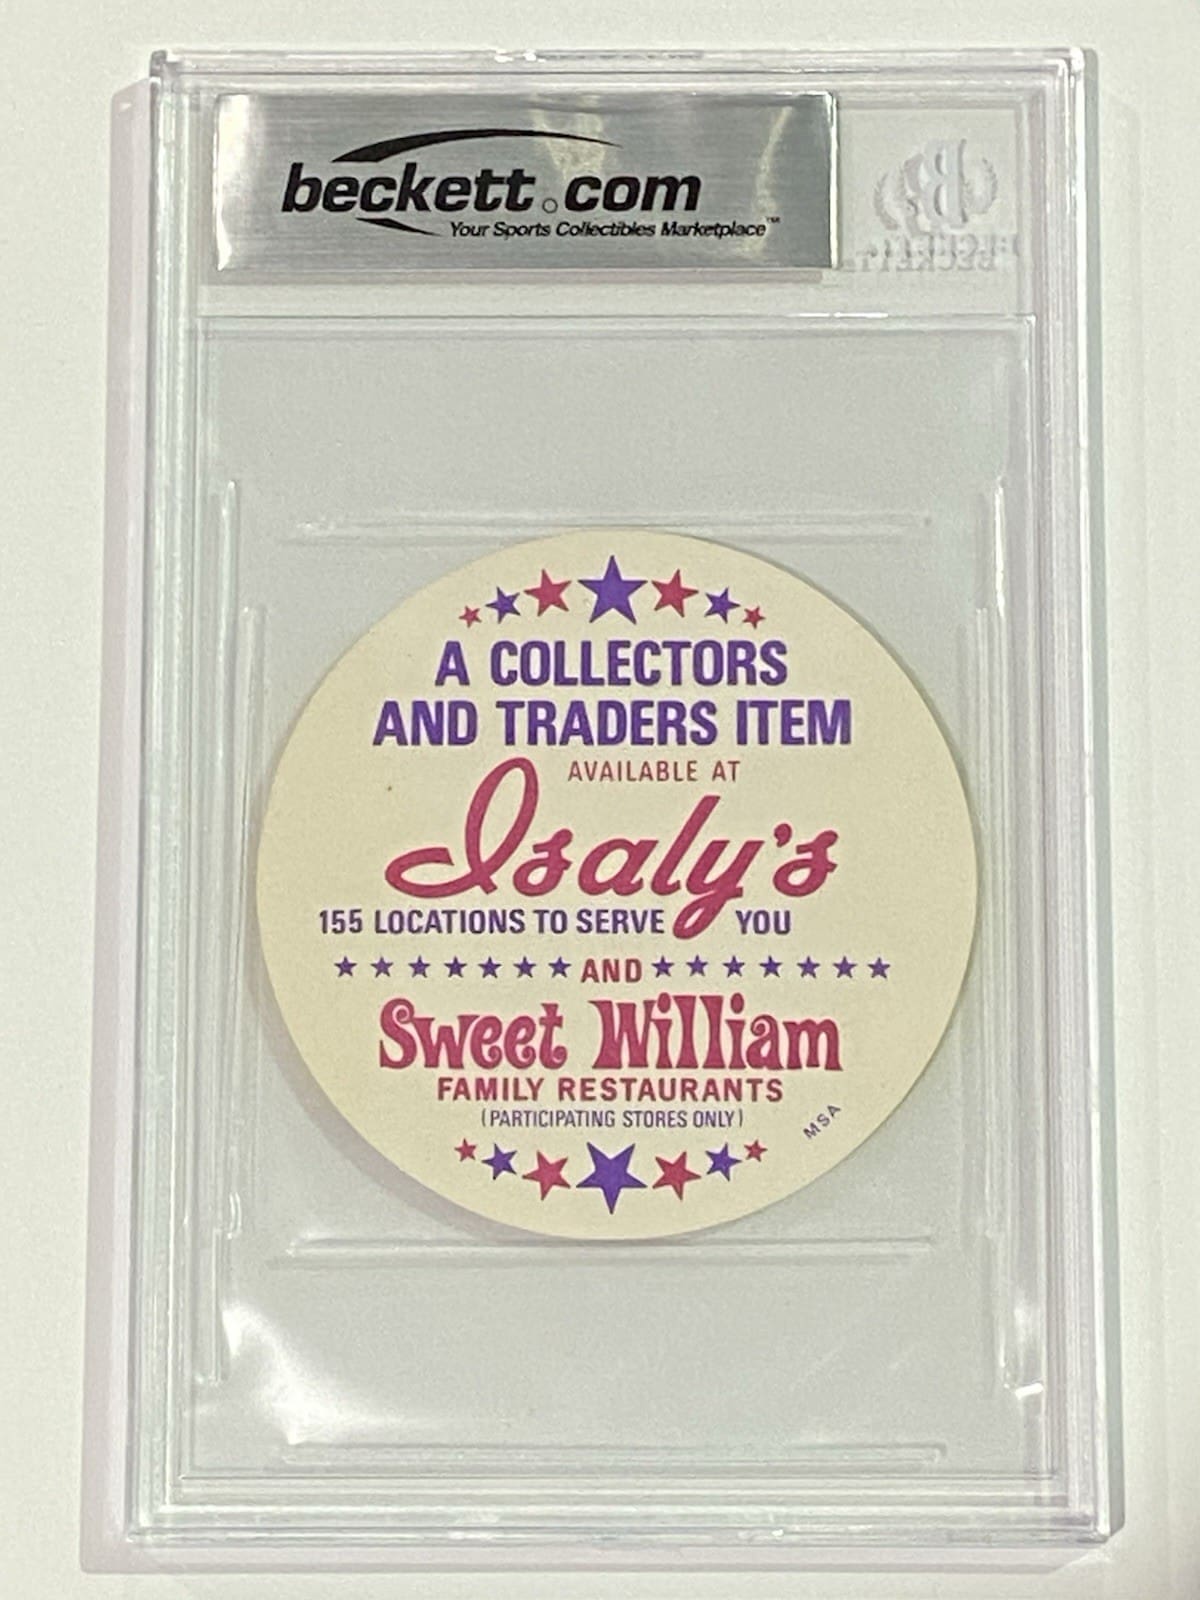 beckett.com
Your Sports Collectibles Marketplace™
A COLLECTORS
AND TRADERS ITEM
AVAILABLE AT
Isaly's
155 LOCATIONS TO SERVE YOU
AND
Sweet William
FAMILY RESTAURANTS
(PARTICIPATING STORES ONLY)
MSA